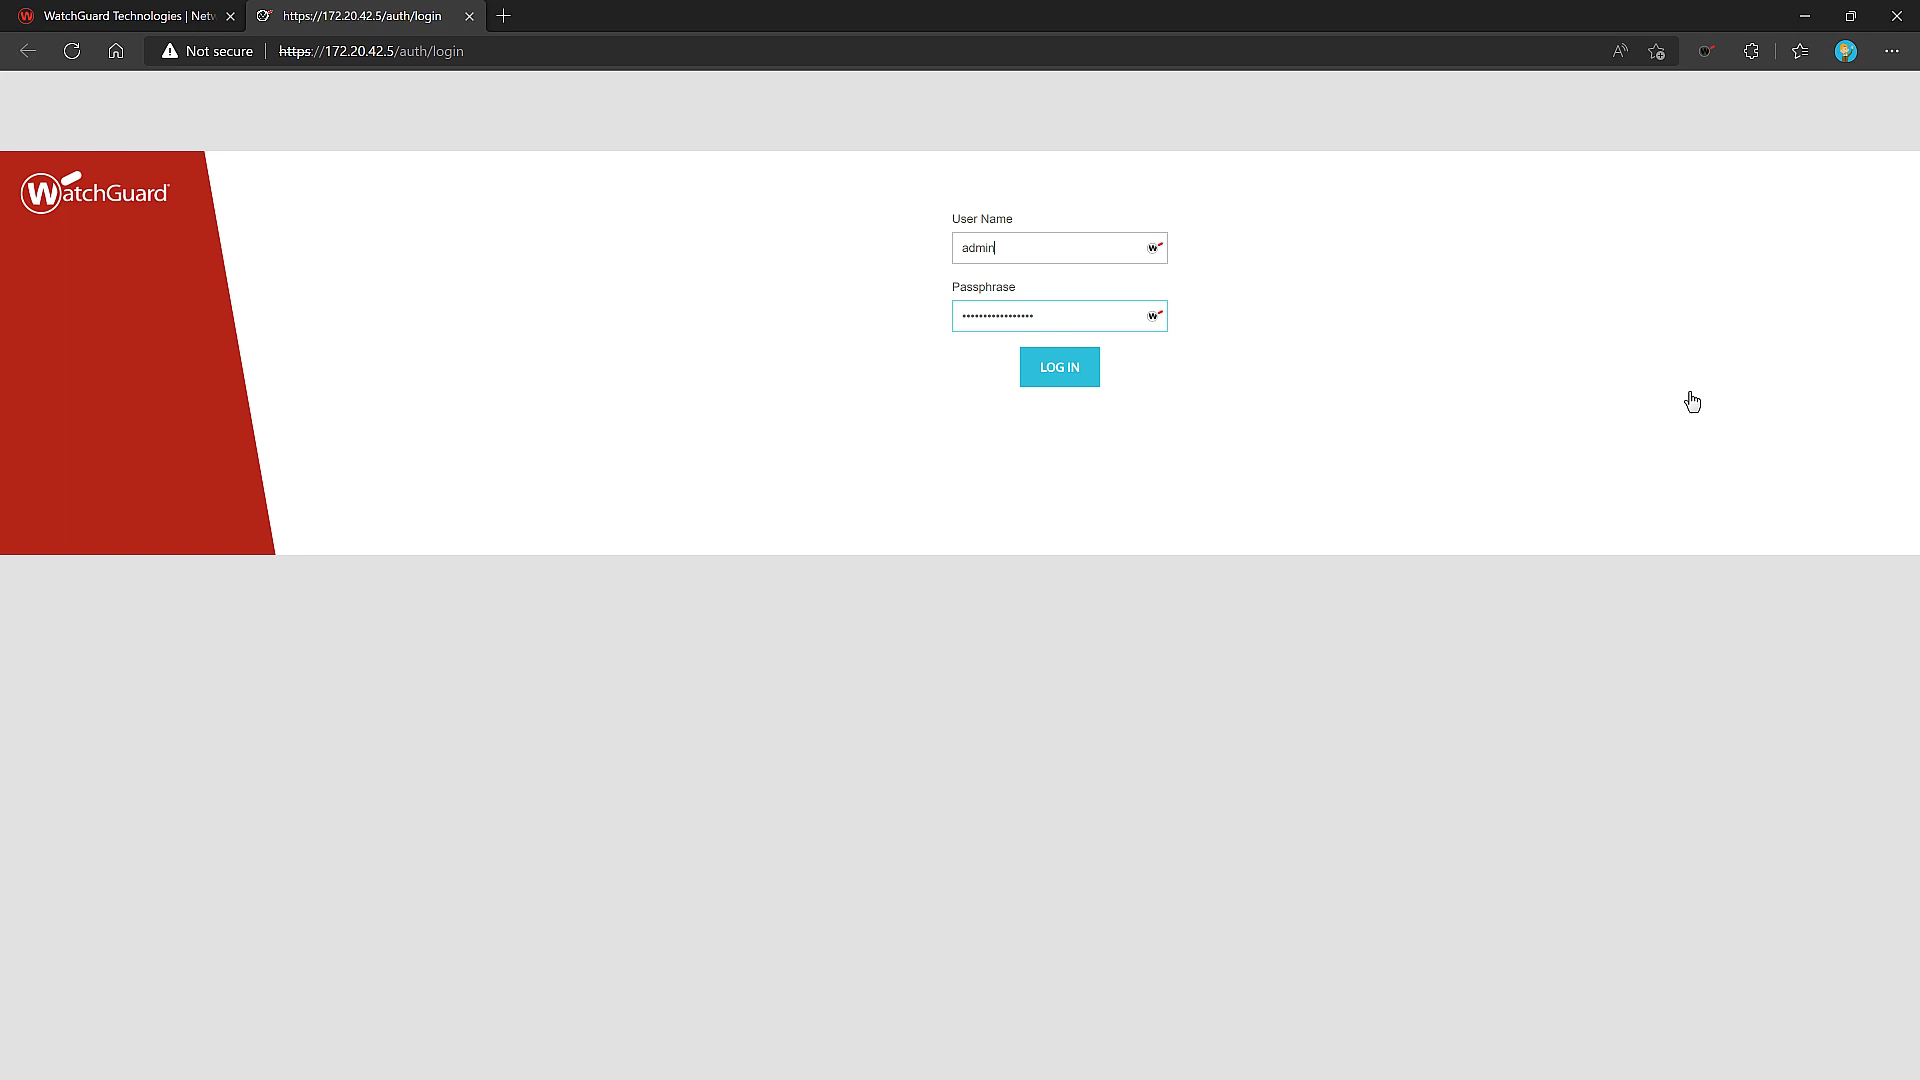 WatchGuard Technologies | Netw
https://172.20.42.5/auth/login
Not secure
https://172.20.42.5/auth/login
WatchGuard
User Name
admin
Passphrase
•••••••••••••••••
LOG IN